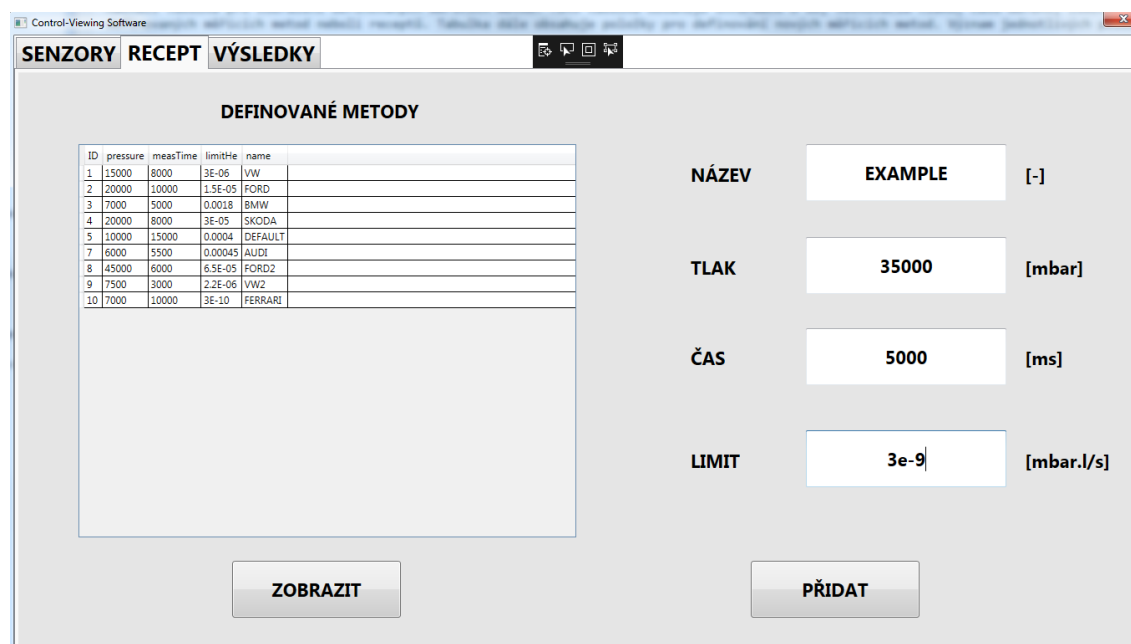 Control-Viewing Software
SENZORY RECEPT VÝSLEDKY
DEFINOVANÉ METODY
ID pressure measTime limitHe name
1 15000 8000 3E-06 VW
2 20000 10000 1.5E-05 FORD
3 7000 5000 0.0018 BMW
4 20000 8000 3E-05 SKODA
5 10000 15000 0.0004 DEFAULT
7 6000 5500 0.00045 AUDI
8 45000 6000 6.5E-05 FORD2
9 7500 3000 2.2E-06 VW2
10 7000 10000 3E-10 FERRARI
NÁZEV EXAMPLE [-]
TLAK 35000 [mbar]
ČAS 5000 [ms]
LIMIT 3e-9 [mbar.l/s]
ZOBRAZIT PŘIDAT